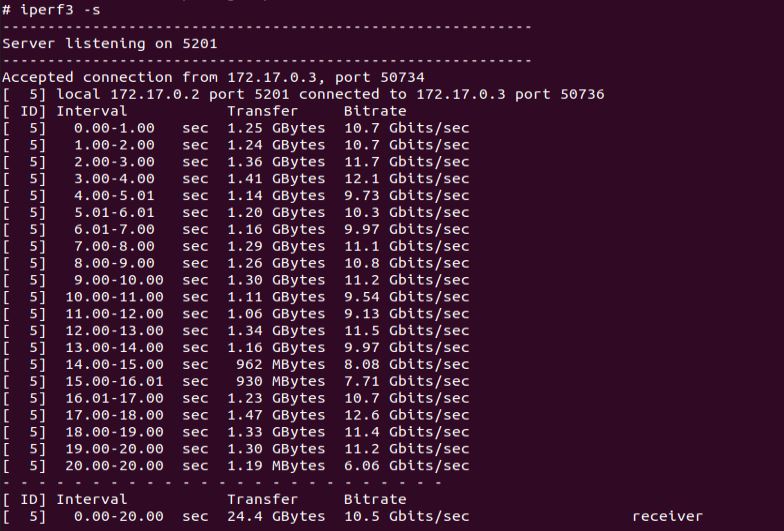 # iperf3 -s
-----------------------------------------------------------
Server listening on 5201
-----------------------------------------------------------
Accepted connection from 172.17.0.3, port 50734
[  5] local 172.17.0.2 port 5201 connected to 172.17.0.3 port 50736
[ ID] Interval           Transfer     Bitrate
[  5]   0.00-1.00   sec  1.25 GBytes  10.7 Gbits/sec
[  5]   1.00-2.00   sec  1.24 GBytes  10.7 Gbits/sec
[  5]   2.00-3.00   sec  1.36 GBytes  11.7 Gbits/sec
[  5]   3.00-4.00   sec  1.41 GBytes  12.1 Gbits/sec
[  5]   4.00-5.01   sec  1.14 GBytes  9.73 Gbits/sec
[  5]   5.01-6.01   sec  1.20 GBytes  10.3 Gbits/sec
[  5]   6.01-7.00   sec  1.16 GBytes  9.97 Gbits/sec
[  5]   7.00-8.00   sec  1.29 GBytes  11.1 Gbits/sec
[  5]   8.00-9.00   sec  1.26 GBytes  10.8 Gbits/sec
[  5]   9.00-10.00  sec  1.30 GBytes  11.2 Gbits/sec
[  5]  10.00-11.00  sec  1.11 GBytes  9.54 Gbits/sec
[  5]  11.00-12.00  sec  1.06 GBytes  9.13 Gbits/sec
[  5]  12.00-13.00  sec  1.34 GBytes  11.5 Gbits/sec
[  5]  13.00-14.00  sec  1.16 GBytes  9.97 Gbits/sec
[  5]  14.00-15.00  sec   962 MBytes  8.08 Gbits/sec
[  5]  15.00-16.01  sec   930 MBytes  7.71 Gbits/sec
[  5]  16.01-17.00  sec  1.23 GBytes  10.7 Gbits/sec
[  5]  17.00-18.00  sec  1.47 GBytes  12.6 Gbits/sec
[  5]  18.00-19.00  sec  1.33 GBytes  11.4 Gbits/sec
[  5]  19.00-20.00  sec  1.30 GBytes  11.2 Gbits/sec
[  5]  20.00-20.00  sec  1.19 MBytes  6.06 Gbits/sec
- - - - - - - - - - - - - - - - - - - - - - - - -
[ ID] Interval           Transfer     Bitrate
[  5]   0.00-20.00  sec  24.4 GBytes  10.5 Gbits/sec                  receiver